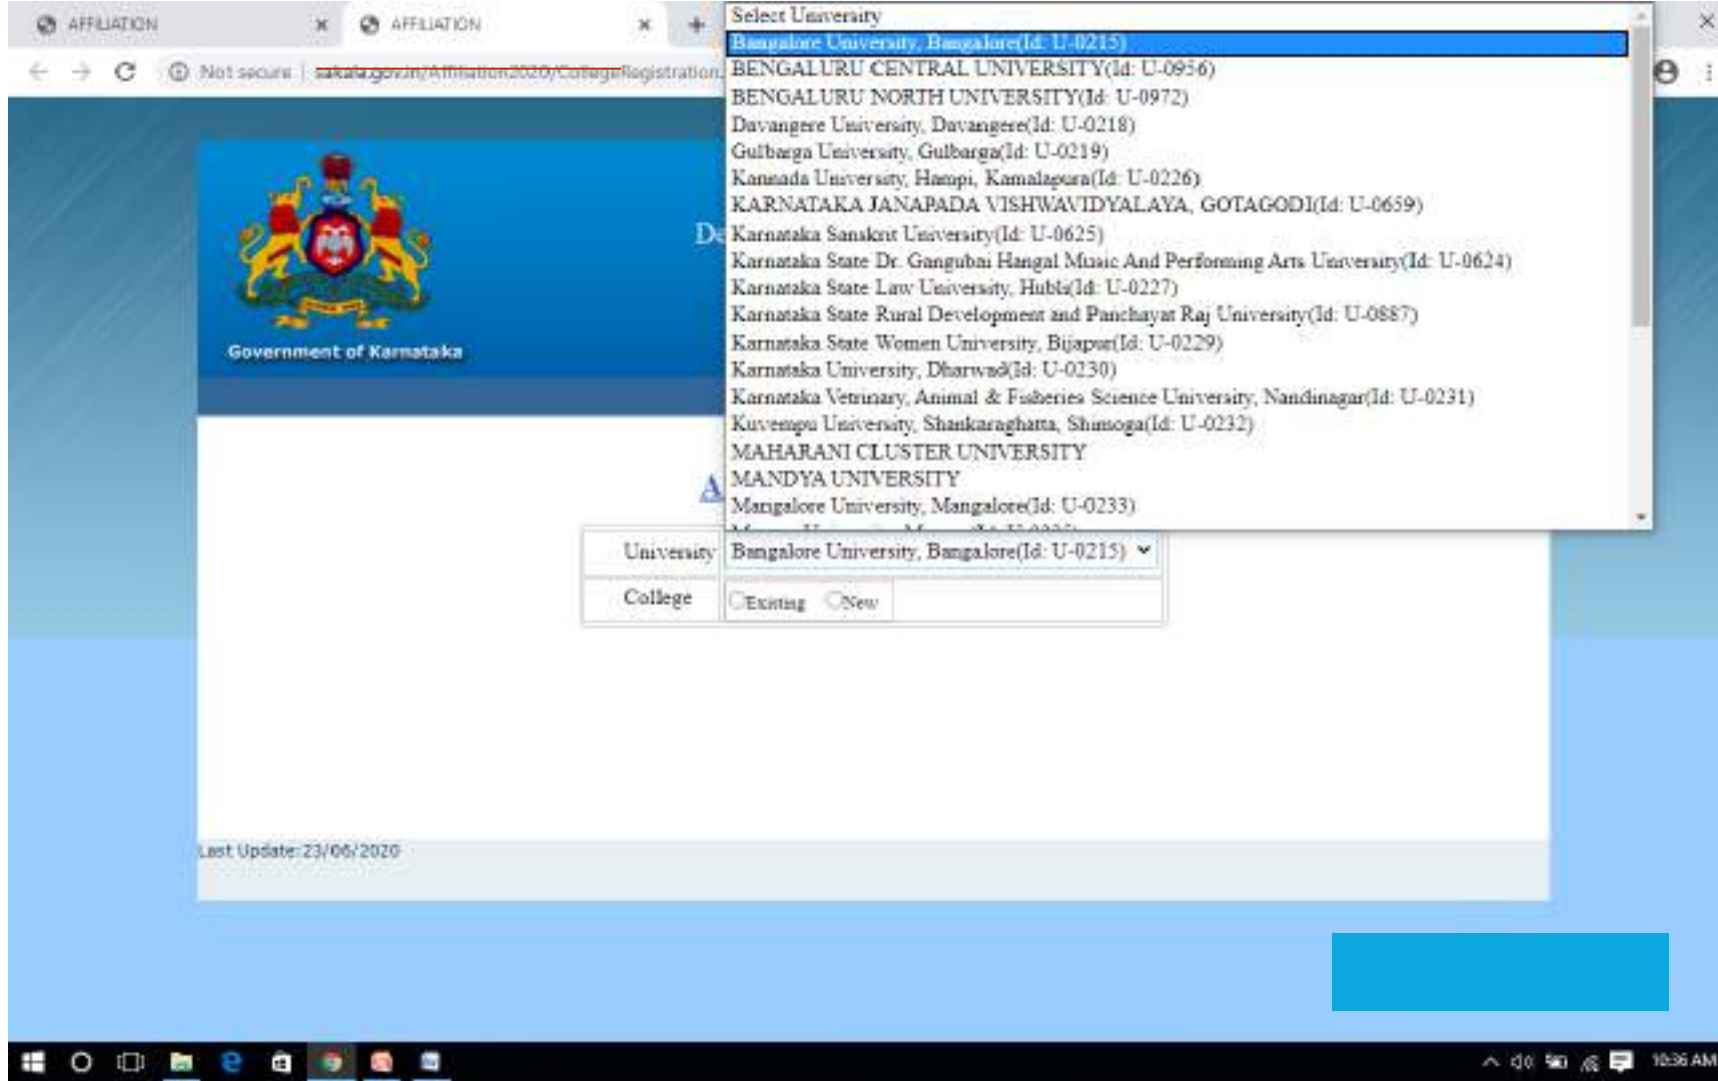 AFFILIATION
AFFILIATION
Not secure | sakala.gov.in/Affiliation2020/CollegeRegistration.
Select University
Bangalore University, Bangalore(Id: U-0215)
BENGALURU CENTRAL UNIVERSITY(Id: U-0956)
BENGALURU NORTH UNIVERSITY(Id: U-0972)
Davangere University, Davangere(Id: U-0218)
Gulbarga University, Gulbarga(Id: U-0219)
Kannada University, Hampi, Kamalapura(Id: U-0226)
KARNATAKA JANAPADA VISHWAVIDYALAYA, GOTAGODI(Id: U-0659)
Karnataka Sanskrit University(Id: U-0625)
Karnataka State Dr. Gangubai Hangal Music And Performing Arts University(Id: U-0624)
Karnataka State Law University, Hubli(Id: U-0227)
Karnataka State Rural Development and Panchayat Raj University(Id: U-0887)
Karnataka State Women University, Bijapur(Id: U-0229)
Karnataka University, Dharwad(Id: U-0230)
Karnataka Vetrinary, Animal & Fisheries Science University, Nandinagar(Id: U-0231)
Kuvempu University, Shankaraghatta, Shimoga(Id: U-0232)
MAHARANI CLUSTER UNIVERSITY
MANDYA UNIVERSITY
Mangalore University, Mangalore(Id: U-0233)
De
Government of Karnataka
A
University Bangalore University, Bangalore(Id: U-0215)
College Existing New
Last Update: 23/06/2020
10:36 AM